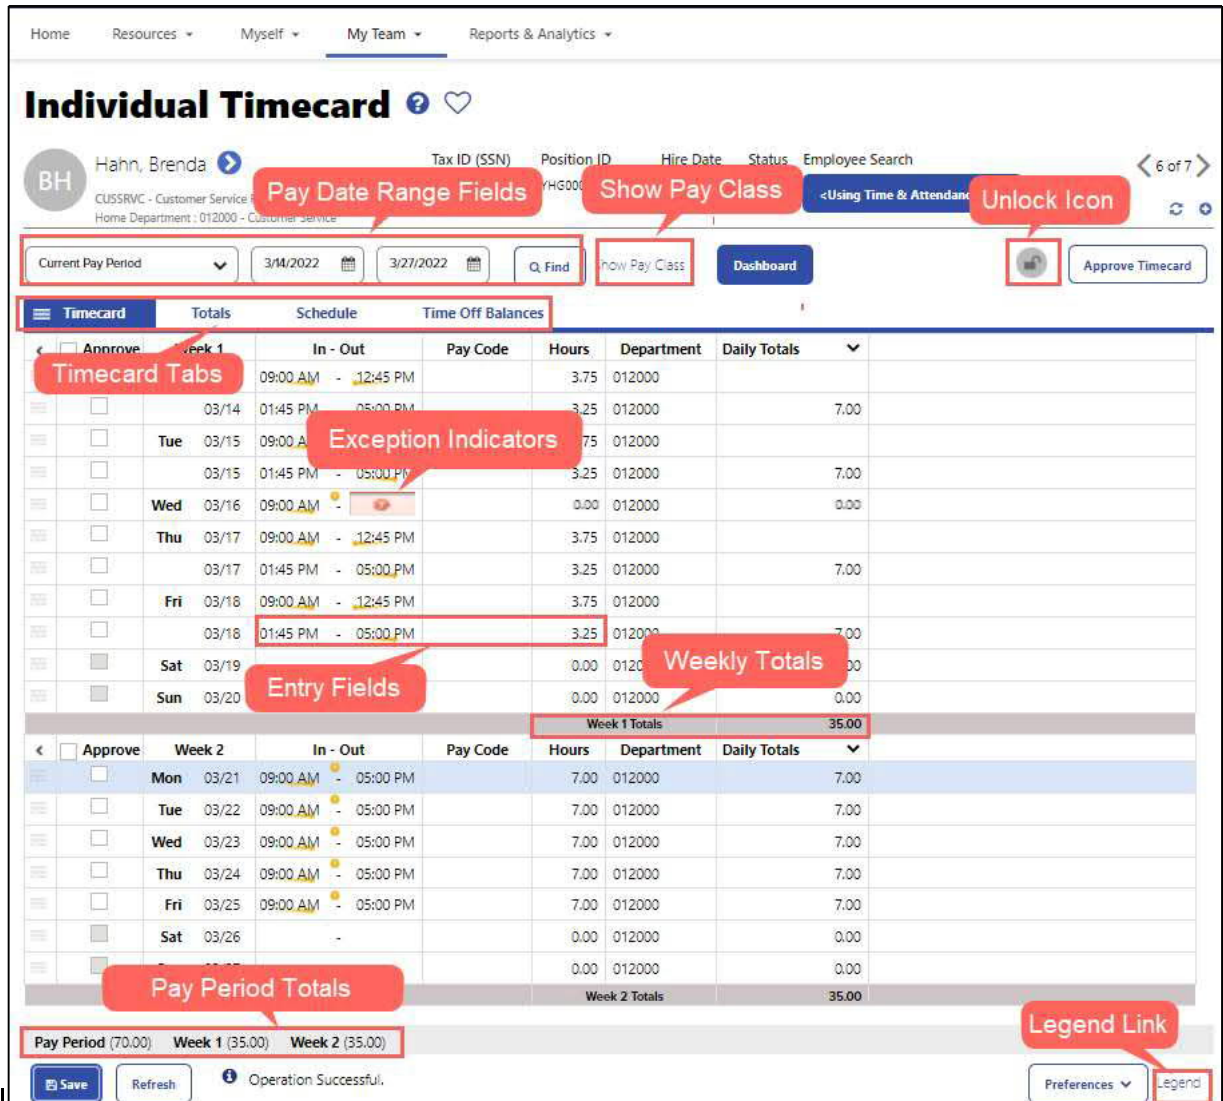 Home Resources Myself My Team Reports & Analytics
Individual Timecard ?
BH Hahn, Brenda Tax ID (SSN) Position ID Hire Date Status Employee Search 6 of 7
CUSSRVC - Customer Service YHG000 <Using Time & Attendanc
Home Department : 012000 - Customer Service
Pay Date Range Fields Show Pay Class Unlock Icon
Current Pay Period 3/14/2022 3/27/2022 Find Show Pay Class Dashboard Approve Timecard
Timecard Totals Schedule Time Off Balances
Approve Week 1 In - Out Pay Code Hours Department Daily Totals
Timecard Tabs
09:00 AM - 12:45 PM 3.75 012000
03/14 01:45 PM 05:00 PM 3.25 012000 7.00
Tue 03/15 09:00 A 75 012000
Exception Indicators
03/15 01:45 PM - 05:00 PM 3.25 012000 7.00
Wed 03/16 09:00 AM - ? 0.00 012000 0.00
Thu 03/17 09:00 AM - 12:45 PM 3.75 012000
03/17 01:45 PM - 05:00 PM 3.25 012000 7.00
Fri 03/18 09:00 AM - 12:45 PM 3.75 012000
03/18 01:45 PM - 05:00 PM 3.25 012000 7.00
Weekly Totals
Sat 03/19 0.00 0120 00
Entry Fields
Sun 03/20 0.00 012000 0.00
Week 1 Totals 35.00
Approve Week 2 In - Out Pay Code Hours Department Daily Totals
Mon 03/21 09:00 AM - 05:00 PM 7.00 012000 7.00
Tue 03/22 09:00 AM - 05:00 PM 7.00 012000 7.00
Wed 03/23 09:00 AM - 05:00 PM 7.00 012000 7.00
Thu 03/24 09:00 AM - 05:00 PM 7.00 012000 7.00
Fri 03/25 09:00 AM - 05:00 PM 7.00 012000 7.00
Sat 03/26 - 0.00 012000 0.00
0.00 012000 0.00
Pay Period Totals
Week 2 Totals 35.00
Legend Link
Pay Period (70.00) Week 1 (35.00) Week 2 (35.00)
Save Refresh Operation Successful. Preferences Legend